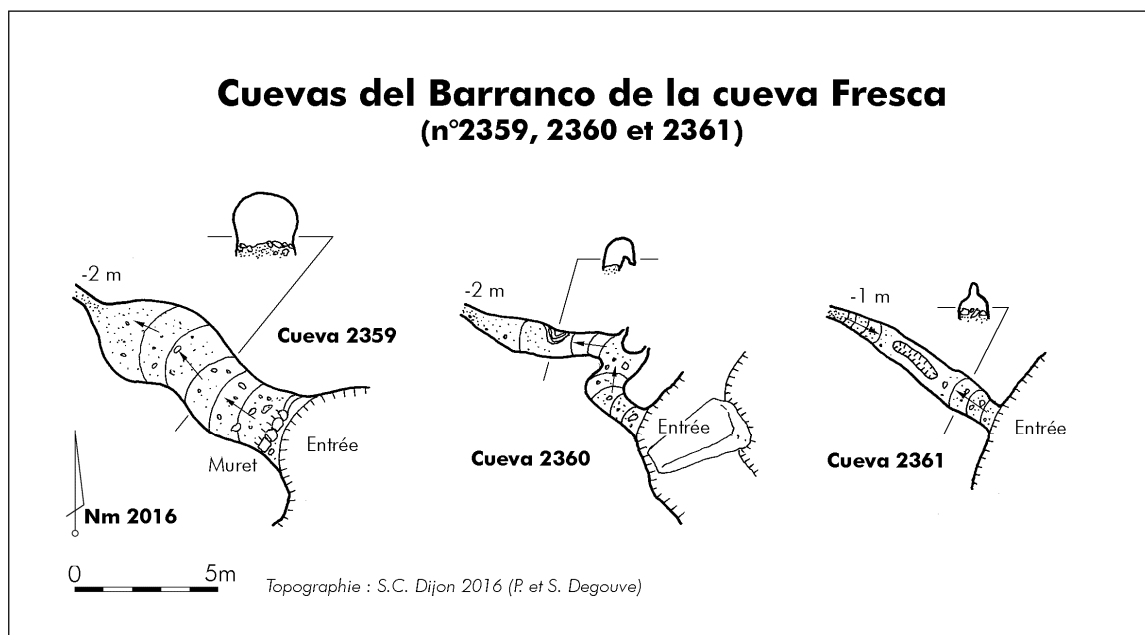 Cuevas del Barranco de la cueva Fresca
(n°2359, 2360 et 2361)
-2 m
Cueva 2359
Entrée
Muret
-2 m
Entrée
Cueva 2360
-1 m
Entrée
Cueva 2361
Nm 2016
0 5m
Topographie : S.C. Dijon 2016 (P. et S. Degouve)